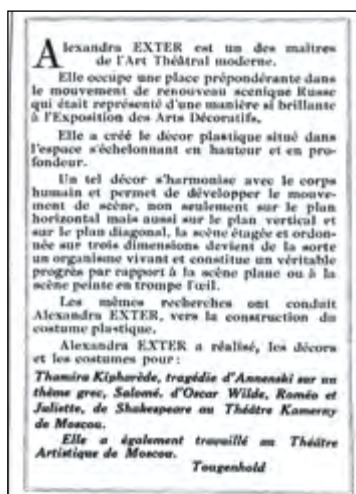 Alexandra EXTER est un des maîtres
de l'Art Théâtral moderne.
Elle occupe une place prépondérante dans
le mouvement de renouveau scénique Russe
qui était représenté d'une manière si brillante
à l'Exposition des Arts Décoratifs.
Elle a créé le décor plastique situé dans
l'espace s'échelonnant en hauteur et en pro-
fondeur.
Un tel décor s'harmonise avec le corps
humain et permet de développer le mouve-
ment de scène, non seulement sur le plan
horizontal mais aussi sur le plan vertical et
sur le plan diagonal, la scène étagée et ordon-
née sur trois dimensions devient de la sorte
un organisme vivant et constitue un véritable
progrès par rapport à la scène plane ou à la
scène peinte en trompe l'œil.
Les mêmes recherches ont conduit
Alexandra EXTER, vers la construction du
costume plastique.
Alexandra EXTER a réalisé, les décors
et les costumes pour :
Thamira Kipharède, tragédie d'Annenski sur un
thème grec, Salomé, d'Oscar Wilde, Roméo et
Juliette, de Shakespeare au Théâtre Kamerny
de Moscou.
Elle a également travaillé au Théâtre
Artistique de Moscou.
Tougenhold